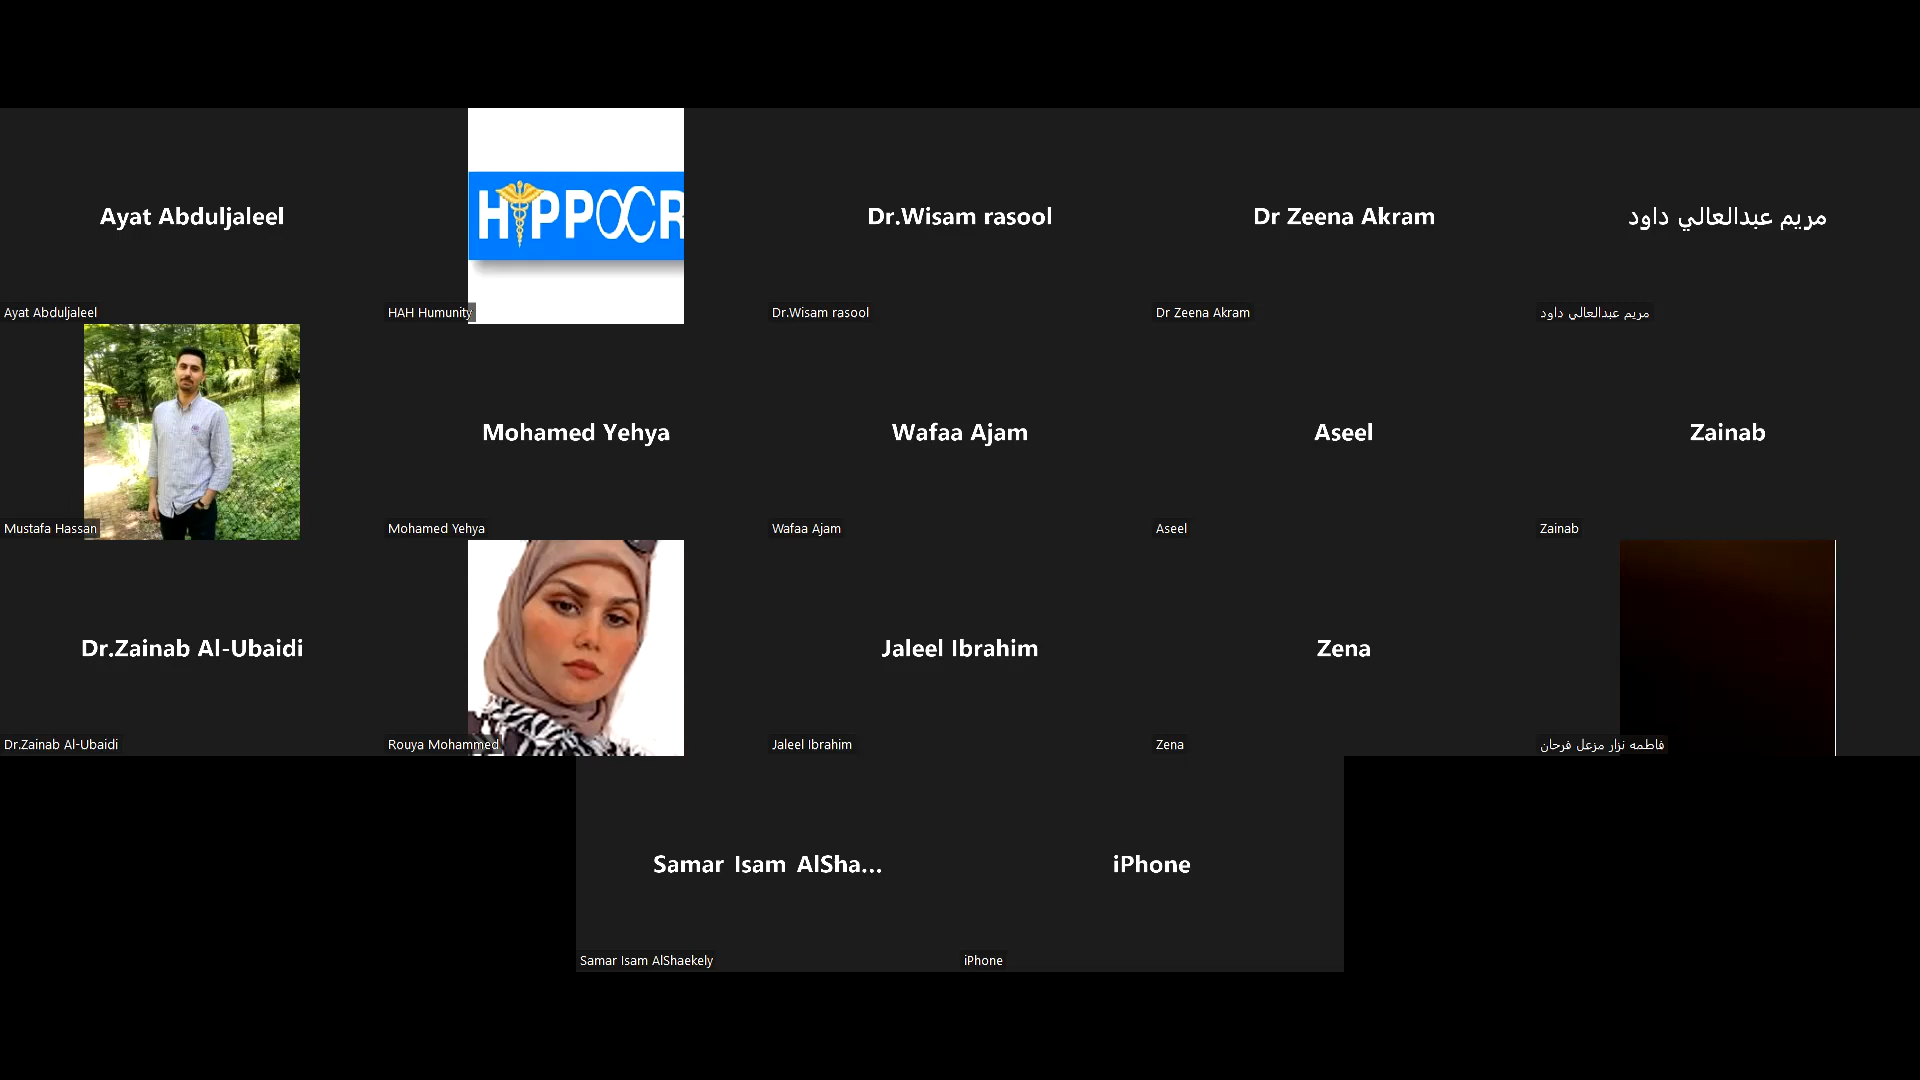 Ayat Abduljaleel
Ayat Abduljaleel
HIPPOCR
HAH Humunity
Dr.Wisam rasool
Dr.Wisam rasool
Dr Zeena Akram
Dr Zeena Akram
مريم عبدالعالي داود
مريم عبدالعالي داود
Mustafa Hassan
Mohamed Yehya
Mohamed Yehya
Wafaa Ajam
Wafaa Ajam
Aseel
Aseel
Zainab
Zainab
Dr.Zainab Al-Ubaidi
Dr.Zainab Al-Ubaidi
Rouya Mohammed
Jaleel Ibrahim
Jaleel Ibrahim
Zena
Zena
فاطمه نزار مزعل فرحان
Samar Isam AlSha...
Samar Isam AlShaekely
iPhone
iPhone